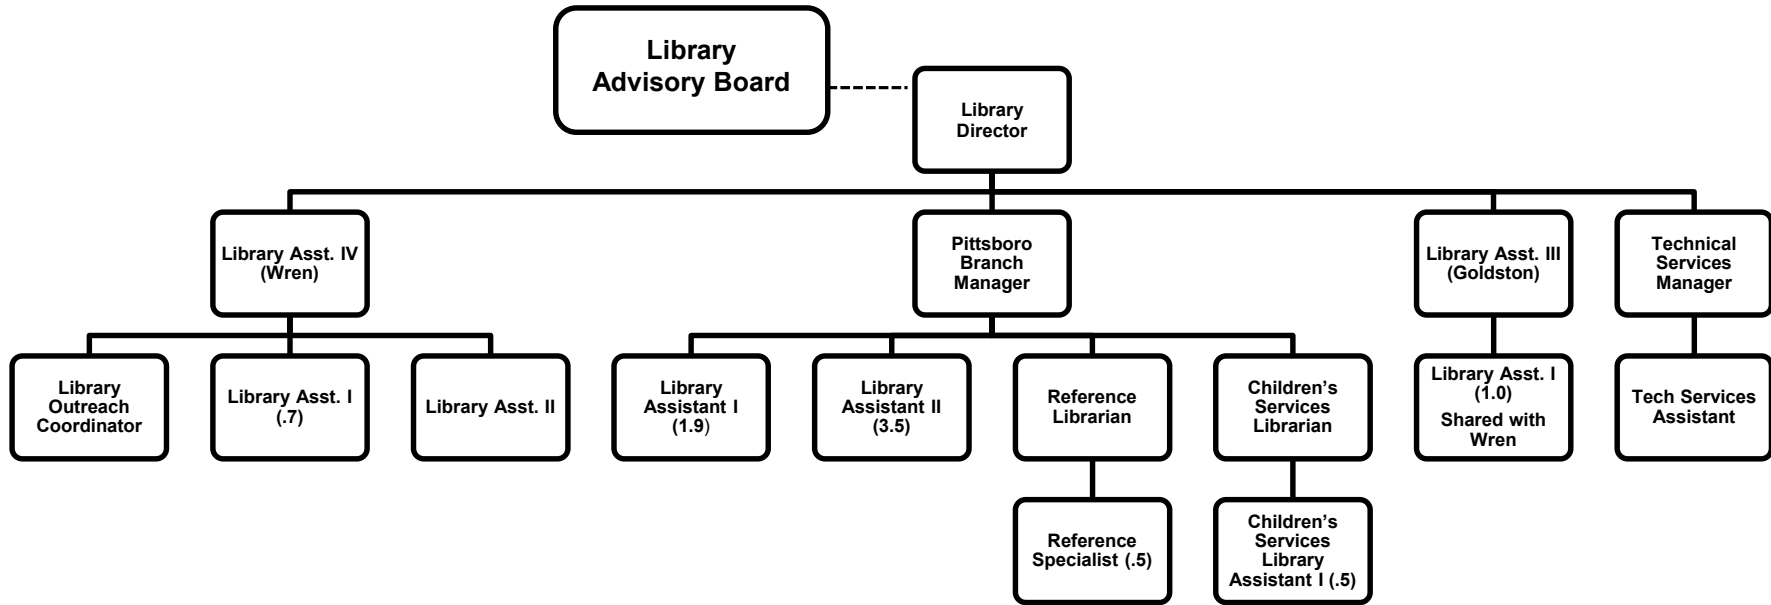 Library
Advisory Board
Library
Director
Library Asst. IV
(Wren)
Pittsboro
Branch
Manager
Library Asst. III
(Goldston)
Technical
Services
Manager
Library
Outreach
Coordinator
Library Asst. I
(.7)
Library Asst. II
Library
Assistant I
(1.9)
Library
Assistant II
(3.5)
Reference
Librarian
Children’s
Services
Librarian
Library Asst. I
(1.0)
Shared with
Wren
Tech Services
Assistant
Reference
Specialist (.5)
Children’s
Services
Library
Assistant I (.5)